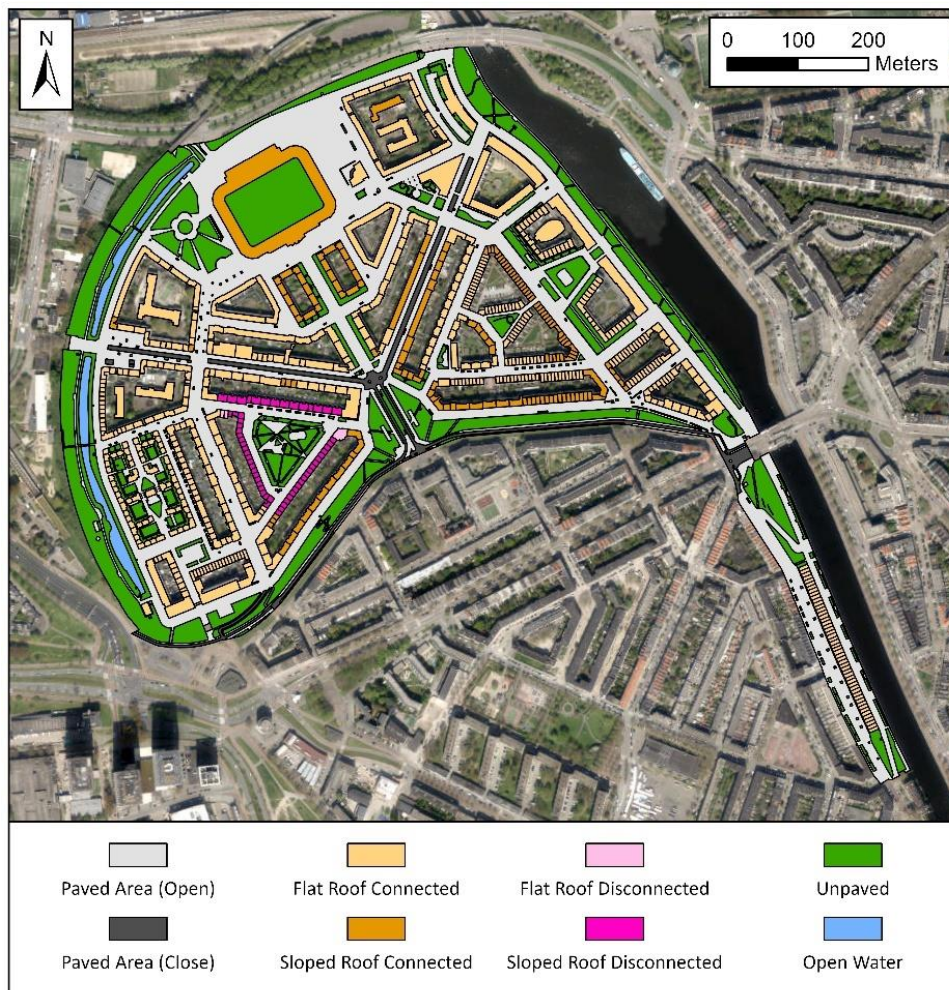 N
0 100 200
Meters
Paved Area (Open)
Flat Roof Connected
Flat Roof Disconnected
Unpaved
Paved Area (Close)
Sloped Roof Connected
Sloped Roof Disconnected
Open Water